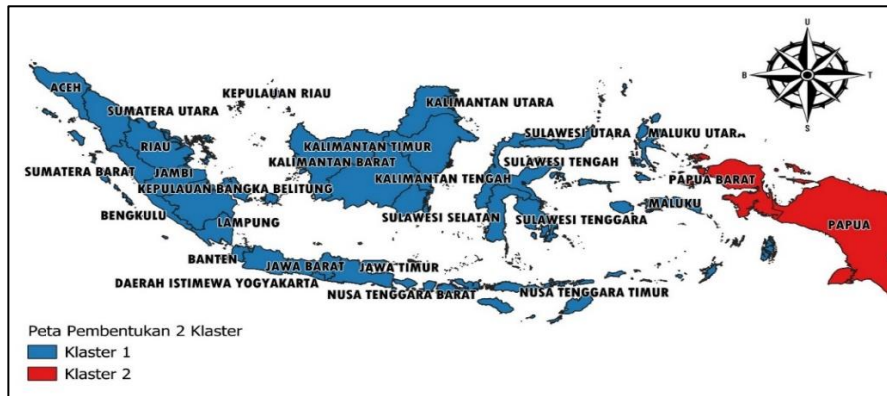 U
B
T
S
ACEH
SUMATERA UTARA
KEPULAUAN RIAU
KALIMANTAN UTARA
RIAU
KALIMANTAN TIMUR
SULAWESI UTARA
MALUKU UTARA
SUMATERA BARAT
JAMBI
KALIMANTAN BARAT
SULAWESI TENGAH
KEPULAUAN BANGKA BELITUNG
KALIMANTAN TENGAH
PAPUA BARAT
BENGKULU
LAMPUNG
SULAWESI SELATAN
SULAWESI TENGGARA
MALUKU
PAPUA
BANTEN
JAWA BARAT
JAWA TIMUR
DAERAH ISTIMEWA YOGYAKARTA
NUSA TENGGARA BARAT
NUSA TENGGARA TIMUR
Peta Pembentukan 2 Klaster
Klaster 1
Klaster 2